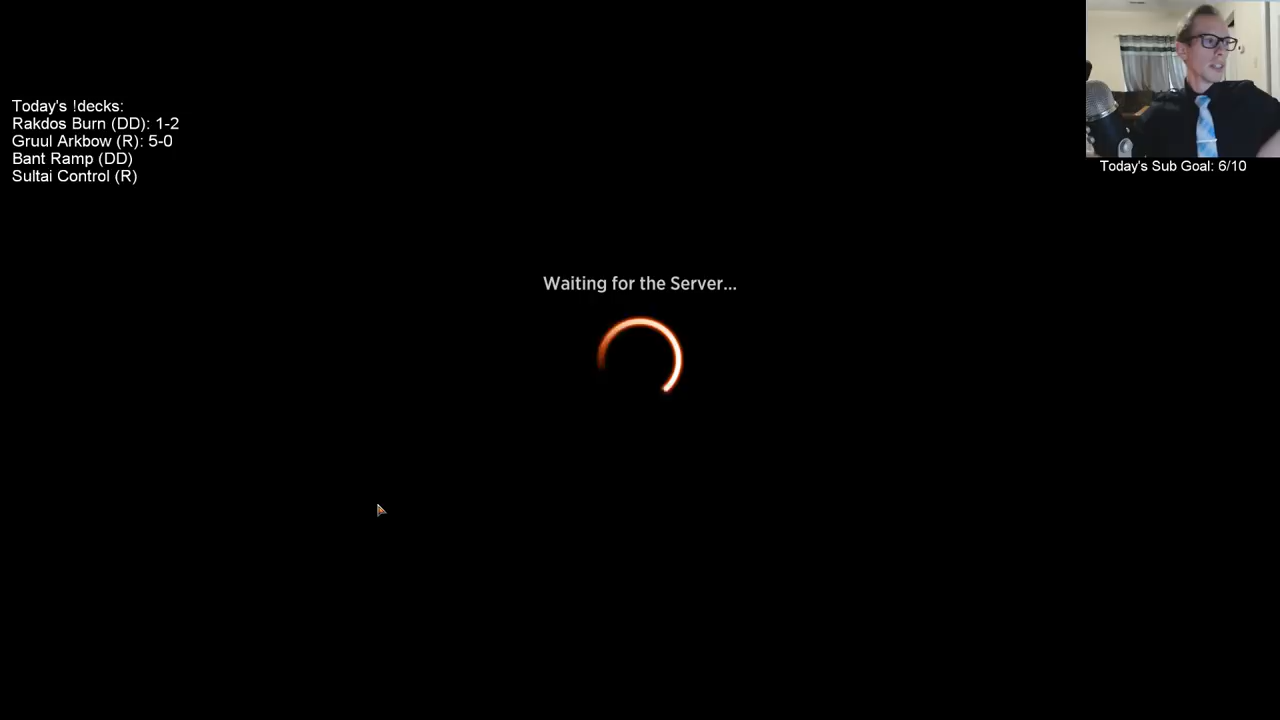 Today's !decks:
Rakdos Burn (DD): 1-2
Gruul Arkbow (R): 5-0
Bant Ramp (DD)
Sultai Control (R)
Today's Sub Goal: 6/10
Waiting for the Server...